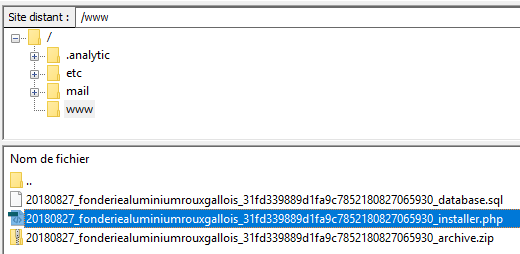 Site distant : /www
/
.analytic
etc
mail
www
Nom de fichier
..
20180827_fonderiealuminiumrouxgallois_31fd339889d1fa9c7852180827065930_database.sql
20180827_fonderiealuminiumrouxgallois_31fd339889d1fa9c7852180827065930_installer.php
20180827_fonderiealuminiumrouxgallois_31fd339889d1fa9c7852180827065930_archive.zip